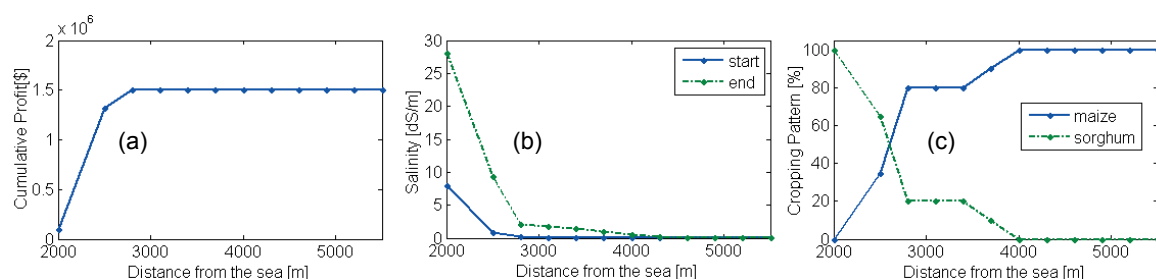 2 × 10^6
1.5
1
0.5
0
2000 3000 4000 5000
Cumulative Profit[$]
Distance from the sea [m]
(a)
30
25
20
15
10
5
0
2000 3000 4000 5000
Salinity [dS/m]
Distance from the sea [m]
start
end
(b)
100
80
60
40
20
0
2000 3000 4000 5000
Cropping Pattern [%]
Distance from the sea [m]
maize
sorghum
(c)